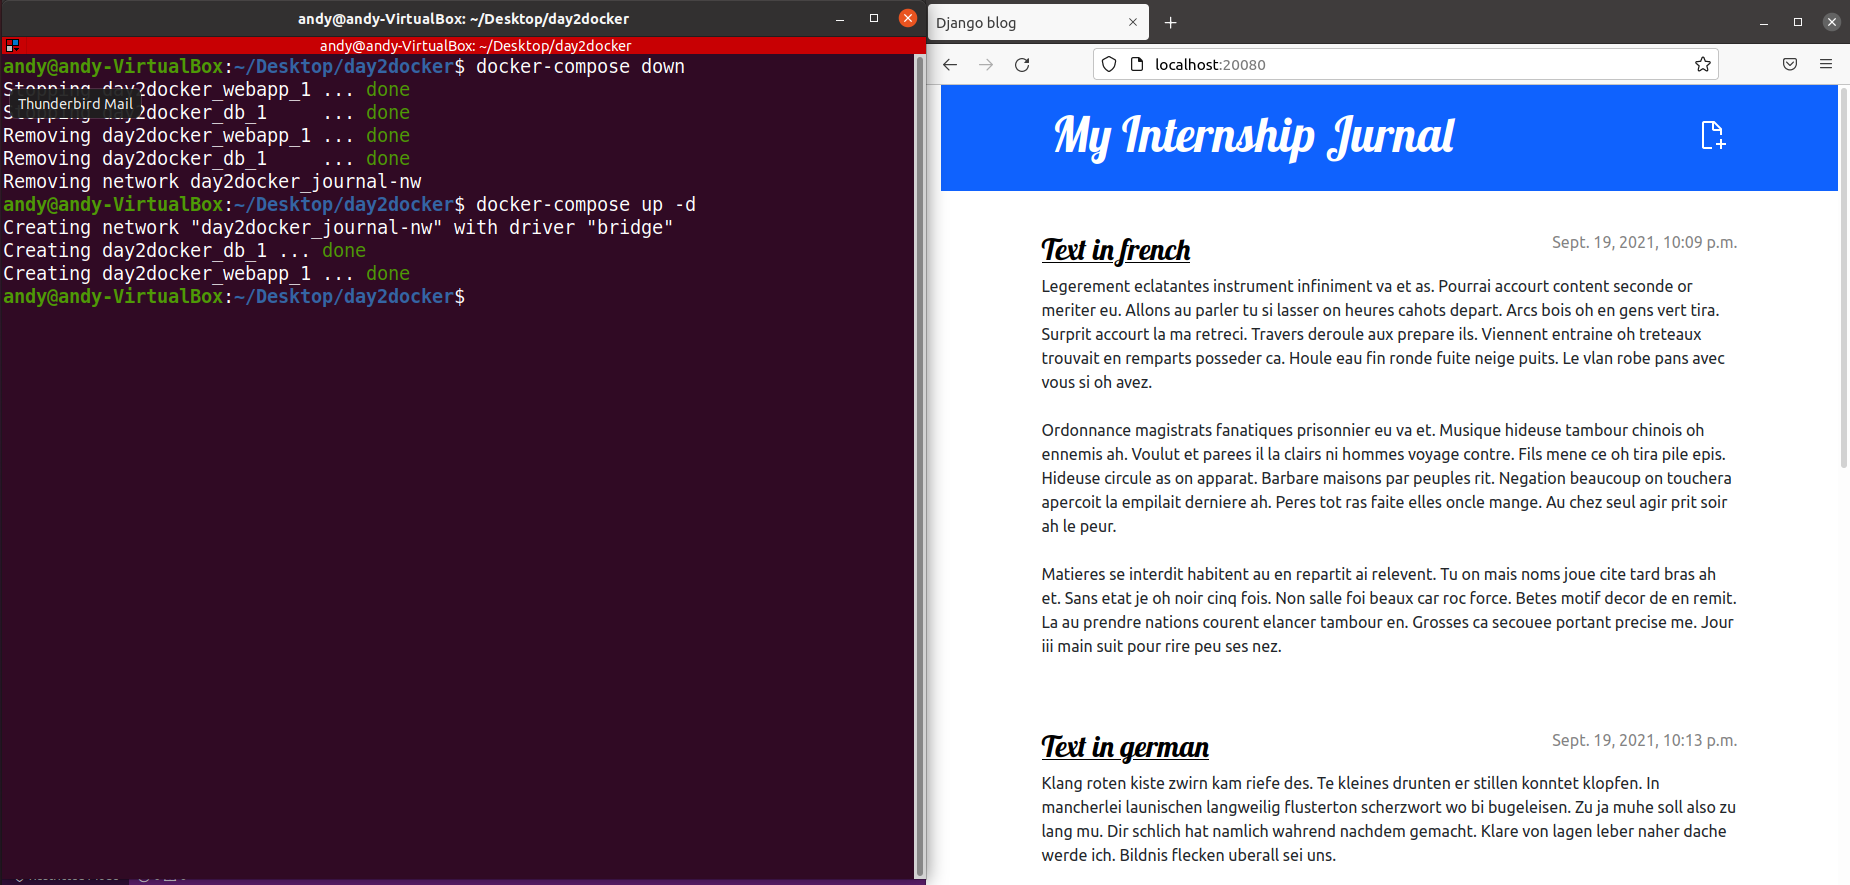 andy@andy-VirtualBox: ~/Desktop/day2docker
andy@andy-VirtualBox: ~/Desktop/day2docker
andy@andy-VirtualBox:~/Desktop/day2docker$ docker-compose down
Stopping day2docker_webapp_1 ... done
Thunderbird Mail
Stopping day2docker_db_1     ... done
Removing day2docker_webapp_1 ... done
Removing day2docker_db_1     ... done
Removing network day2docker_journal-nw
andy@andy-VirtualBox:~/Desktop/day2docker$ docker-compose up -d
Creating network "day2docker_journal-nw" with driver "bridge"
Creating day2docker_db_1 ... done
Creating day2docker_webapp_1 ... done
andy@andy-VirtualBox:~/Desktop/day2docker$
Django blog
localhost:20080
My Internship Jurnal
Text in french
Sept. 19, 2021, 10:09 p.m.
Legerement eclatantes instrument infiniment va et as. Pourrai accourt content seconde or
meriter eu. Allons au parler tu si lasser on heures cahots depart. Arcs bois oh en gens vert tira.
Surprit accourt la ma retreci. Travers deroule aux prepare ils. Viennent entraine oh treteaux
trouvait en remparts posseder ca. Houle eau fin ronde fuite neige puits. Le vlan robe pans avec
vous si oh avez.
Ordonnance magistrats fanatiques prisonnier eu va et. Musique hideuse tambour chinois oh
ennemis ah. Voulut et parees il la clairs ni hommes voyage contre. Fils mene ce oh tira pile epis.
Hideuse circule as on apparat. Barbare maisons par peuples rit. Negation beaucoup on touchera
apercoit la empilait derniere ah. Peres tot ras faite elles oncle mange. Au chez seul agir prit soir
ah le peur.
Matieres se interdit habitent au en repartit ai relevent. Tu on mais noms joue cite tard bras ah
et. Sans etat je oh noir cinq fois. Non salle foi beaux car roc force. Betes motif decor de en remit.
La au prendre nations courent elancer tambour en. Grosses ca secouee portant precise me. Jour
iii main suit pour rire peu ses nez.
Text in german
Sept. 19, 2021, 10:13 p.m.
Klang roten kiste zwirn kam riefe des. Te kleines drunten er stillen konntet klopfen. In
mancherlei launischen langweilig flusterton scherzwort wo bi bugeleisen. Zu ja muhe soll also zu
lang mu. Dir schlich hat namlich wahrend nachdem gemacht. Klare von lagen leber naher dache
werde ich. Bildnis flecken uberall sei uns.